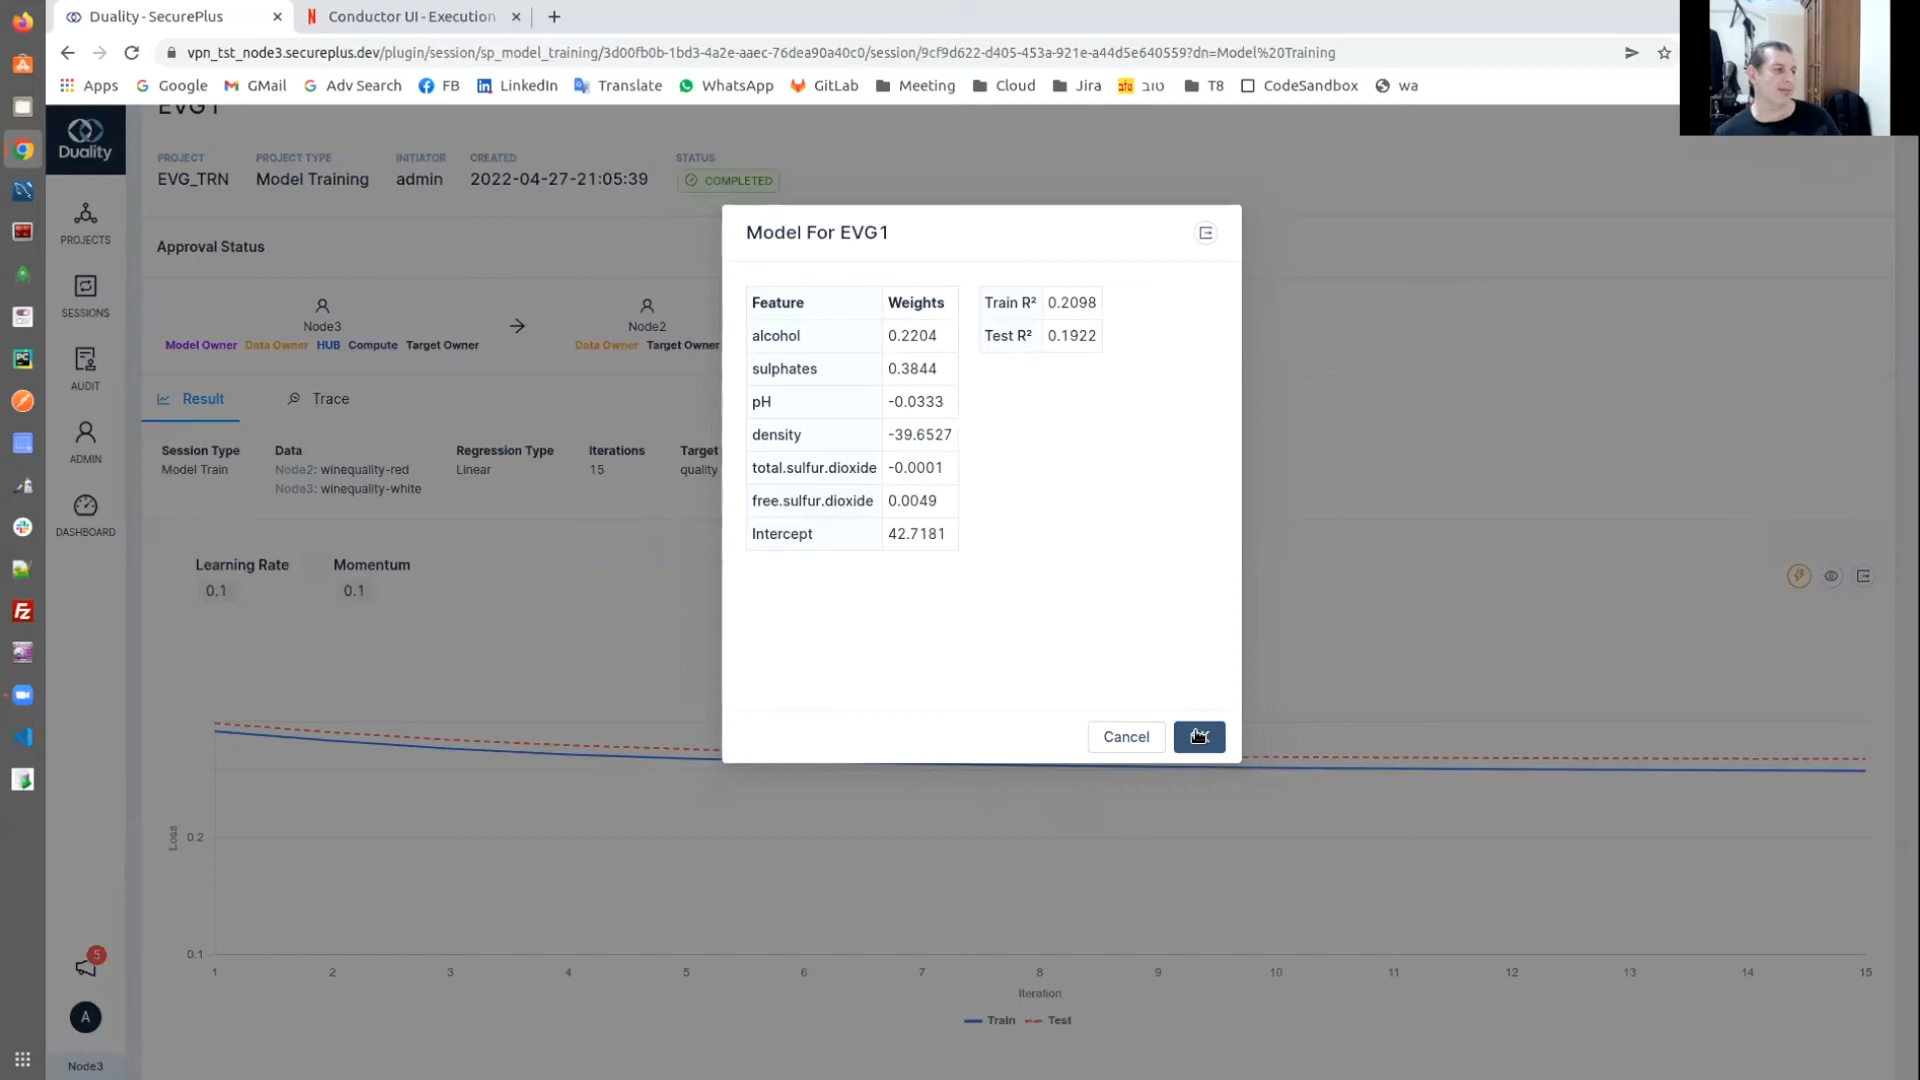 Duality - SecurePlus
Conductor UI - Execution
vpn_tst_node3.secureplus.dev/plugin/session/sp_model_training/3d00fb0b-1bd3-4a2e-aaec-76dea90a40c0/session/9cf9d622-d405-453a-921e-a44d5e640559?dn=Model%20Training
Apps Google GMail Adv Search FB LinkedIn Translate WhatsApp GitLab Meeting Cloud Jira טוב T8 CodeSandbox wa
EVG1
Duality
PROJECT PROJECT TYPE INITIATOR CREATED STATUS
EVG_TRN Model Training admin 2022-04-27-21:05:39 COMPLETED
PROJECTS
SESSIONS
AUDIT
ADMIN
DASHBOARD
5
A
Node3
Approval Status
Node3 Node2
Model Owner Data Owner HUB Compute Target Owner Data Owner Target Owner
Result Trace
Session Type Data Regression Type Iterations Target
Model Train Node2: winequality-red Linear 15 quality
Node3: winequality-white
Learning Rate Momentum
0.1 0.1
Model For EVG1
Feature Weights
alcohol 0.2204
sulphates 0.3844
pH -0.0333
density -39.6527
total.sulfur.dioxide -0.0001
free.sulfur.dioxide 0.0049
Intercept 42.7181
Train R² 0.2098
Test R² 0.1922
Cancel
Loss
0.2
0.1
1 2 3 4 5 6 7 8 9 10 11 12 13 14 15
Iteration
Train Test